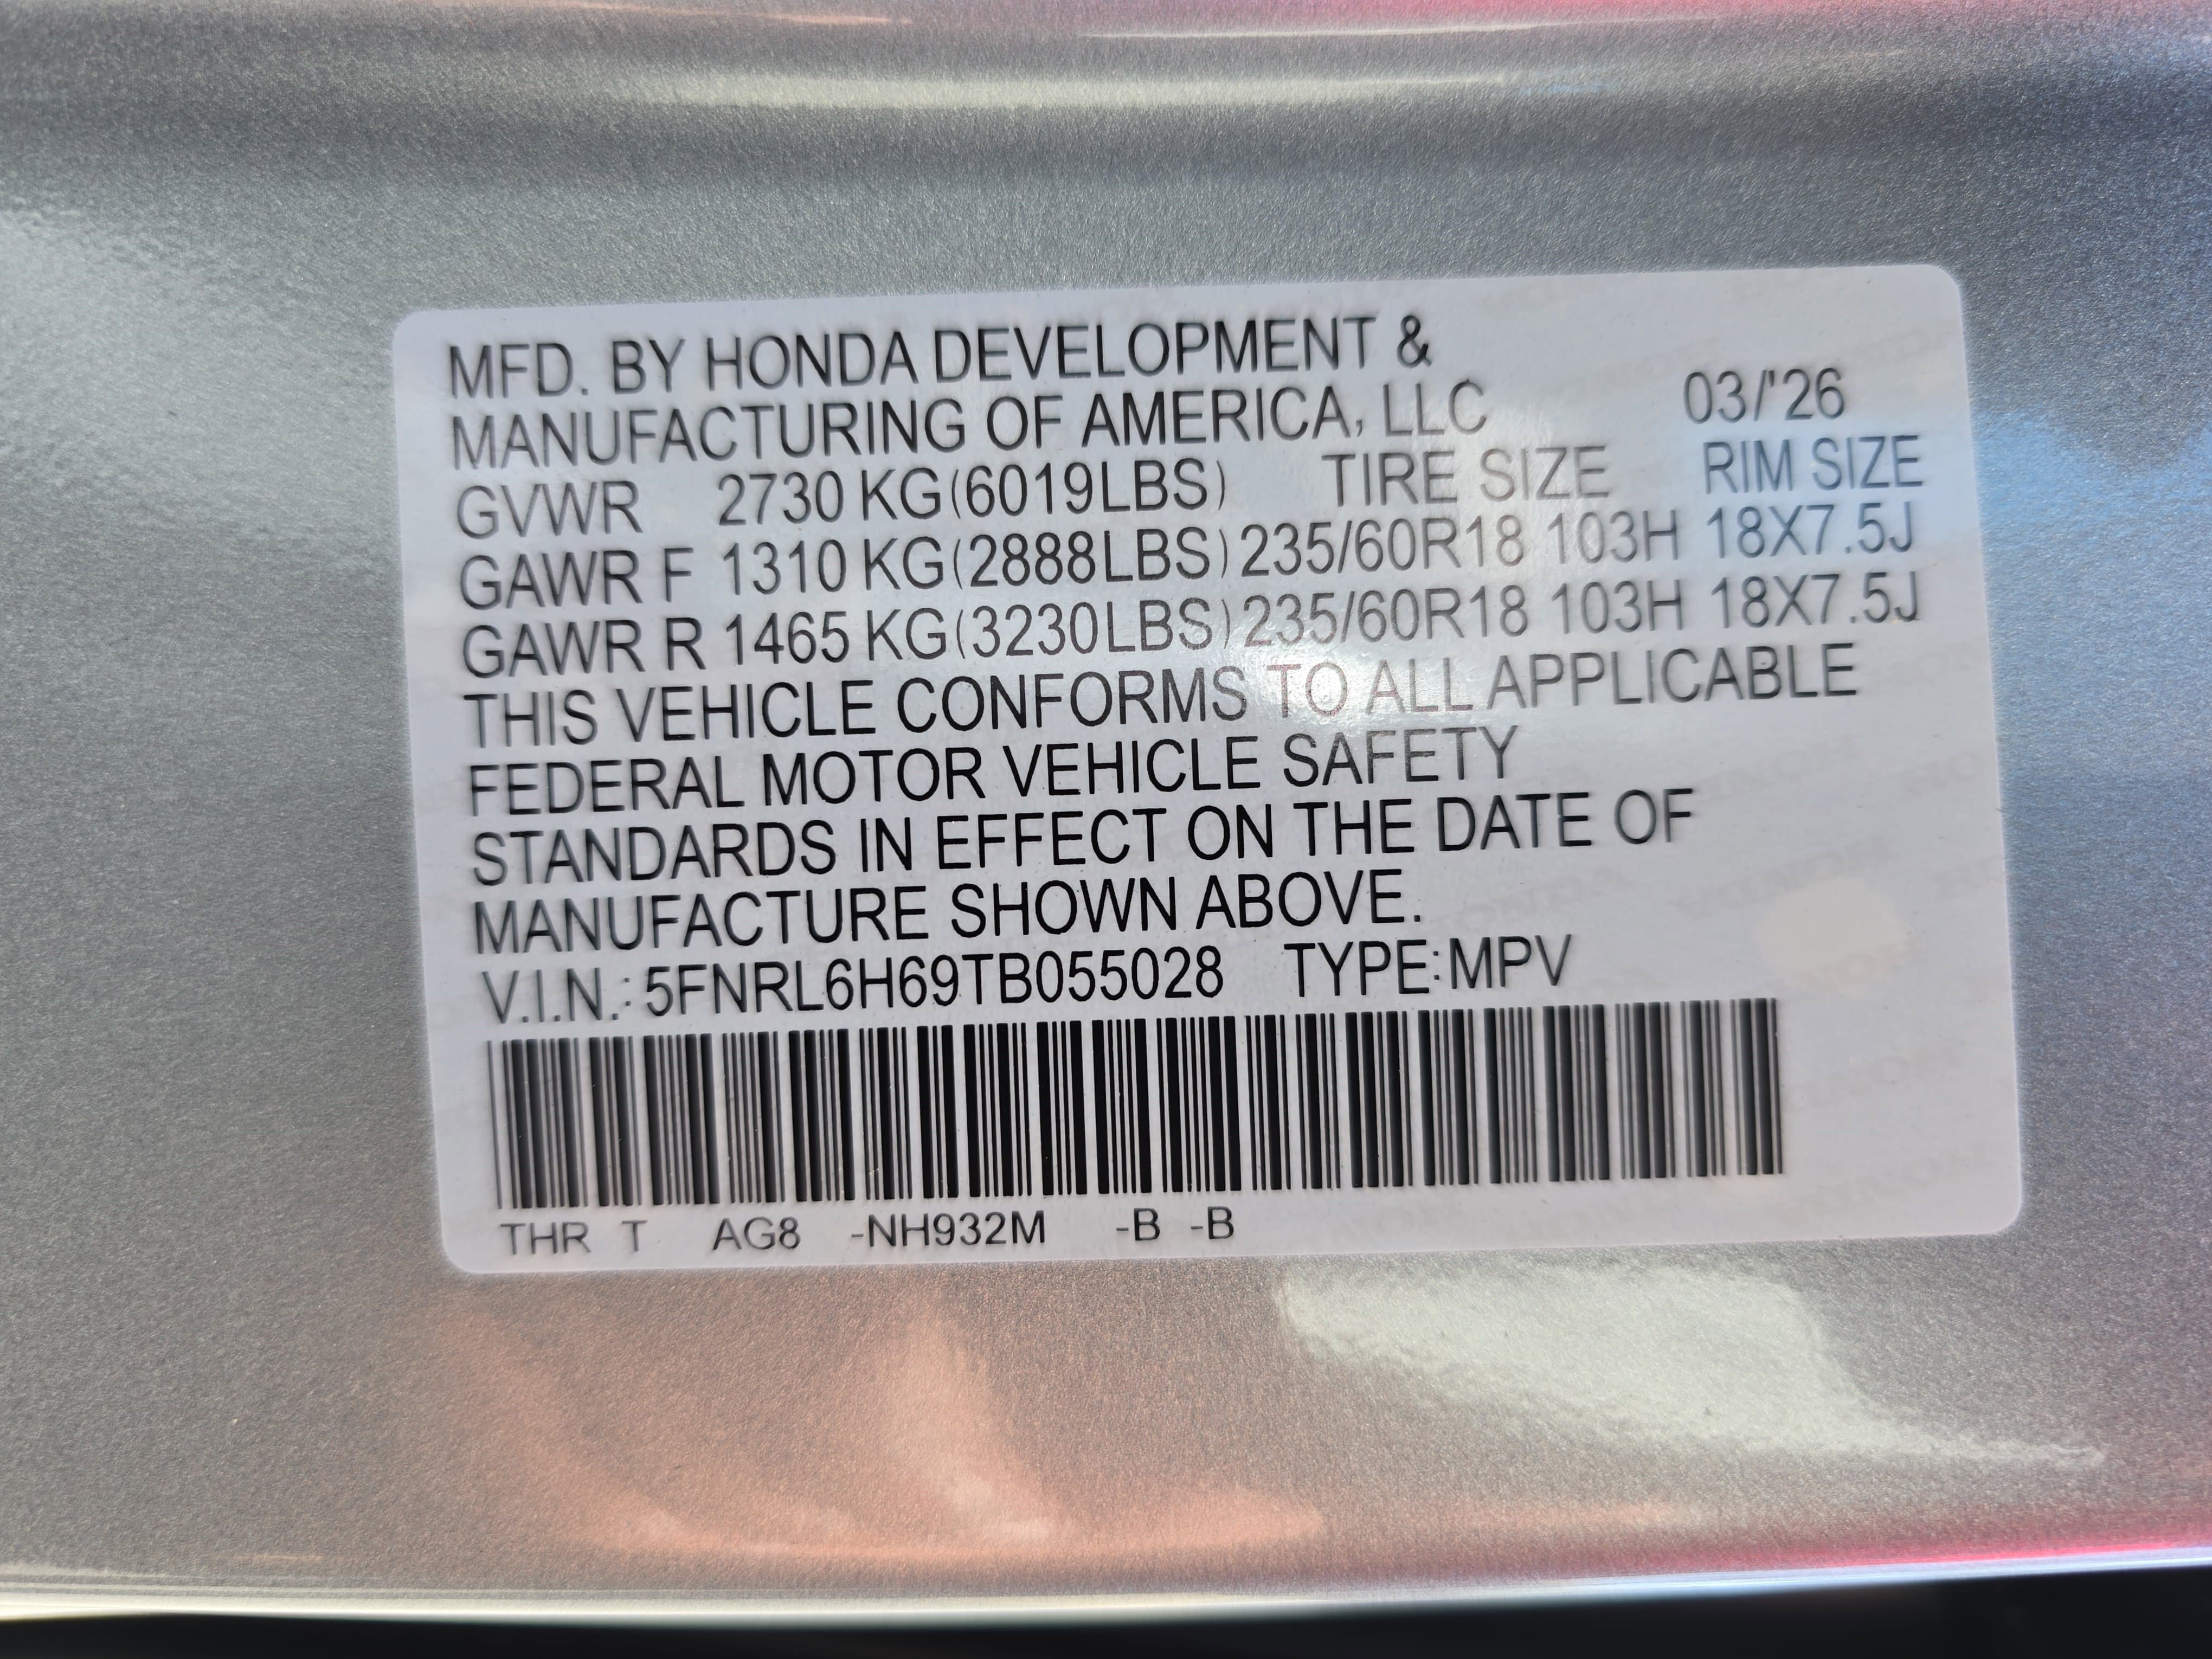 MFD. BY HONDA DEVELOPMENT &
MANUFACTURING OF AMERICA, LLC 03/'26
GVWR 2730 KG(6019LBS) TIRE SIZE RIM SIZE
GAWR F 1310 KG(2888LBS) 235/60R18 103H 18X7.5J
GAWR R 1465 KG(3230LBS) 235/60R18 103H 18X7.5J
THIS VEHICLE CONFORMS TO ALL APPLICABLE
FEDERAL MOTOR VEHICLE SAFETY
STANDARDS IN EFFECT ON THE DATE OF
MANUFACTURE SHOWN ABOVE.
V.I.N.: 5FNRL6H69TB055028 TYPE:MPV
THR T AG8 -NH932M -B -B